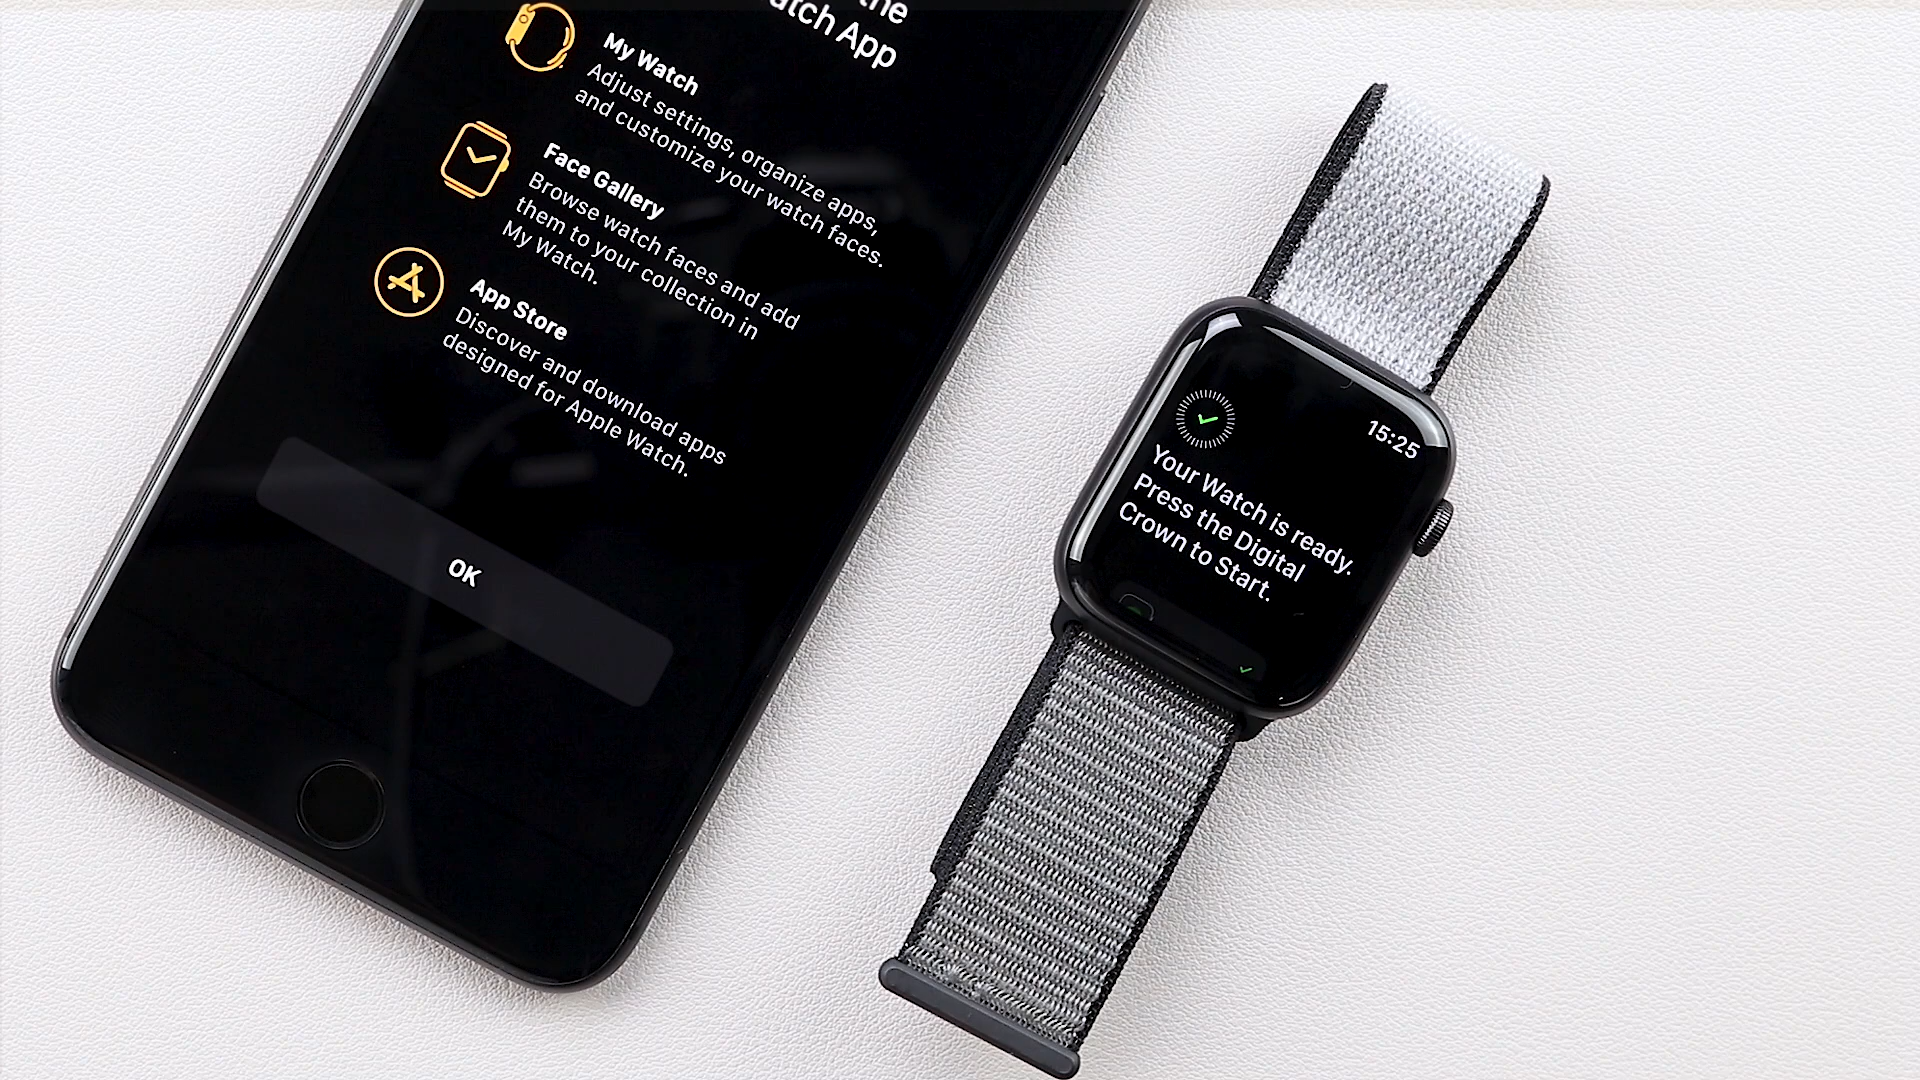 the
App
My Watch
Adjust settings, organize apps,
and customize your watch faces.
Face Gallery
Browse watch faces and add
them to your collection in
My Watch.
App Store
Discover and download apps
designed for Apple Watch.
OK
15:25
Your Watch is ready.
Press the Digital
Crown to Start.